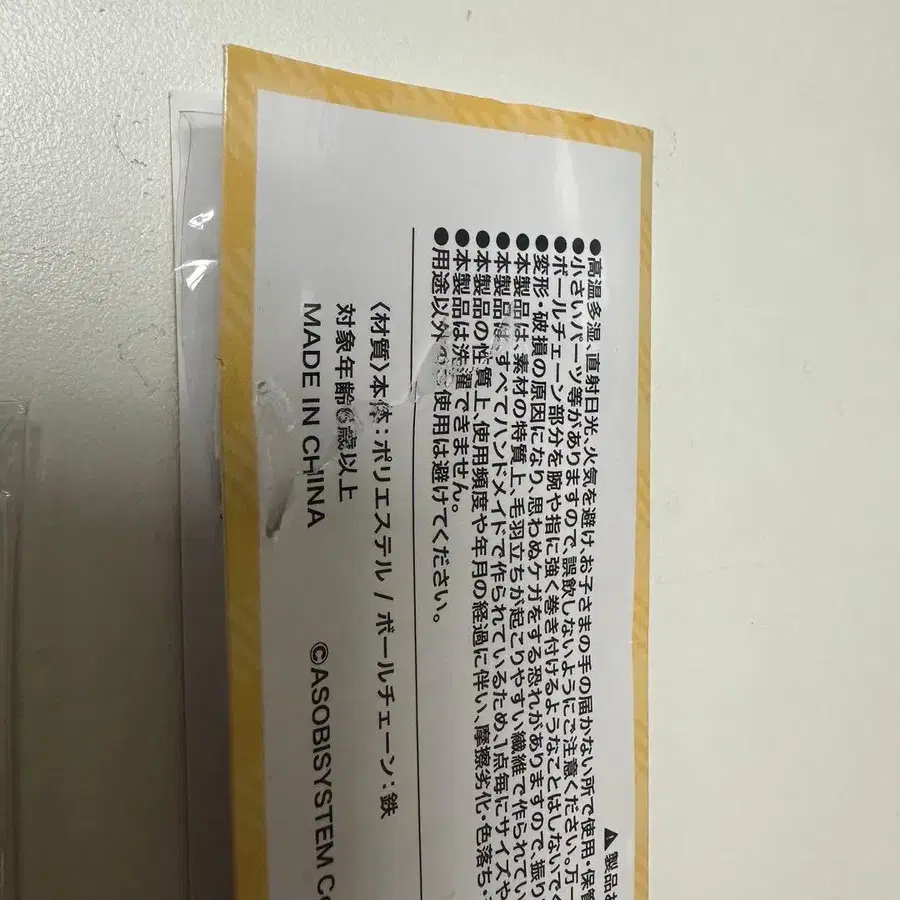 ⚠製品お
●高温多湿、直射日光、火気を避け、お子さまの手の届かない所で使用・保管
●小さいパーツ等がありますので、誤飲しないようにご注意ください。万一
●ボールチェーン部分を腕や指に強く巻き付けるようなことはしないでく
●変形・破損の原因になり、思わぬケガをする恐れがありますので、振り
●本製品は、素材の特質上、毛羽立ちが起こりやすい繊維で作られてい
●本製品は、すべてハンドメイドで作られているため、1点毎にサイズや
●本製品の性質上、使用頻度や年月の経過に伴い、摩擦劣化・色落ち・
●本製品は洗濯できません。
●用途以外のご使用は避けてください。
〈材質〉本体:ポリエステル / ボールチェーン:鉄
対象年齢6歳以上
MADE IN CHINA ©ASOBISYSTEM Co